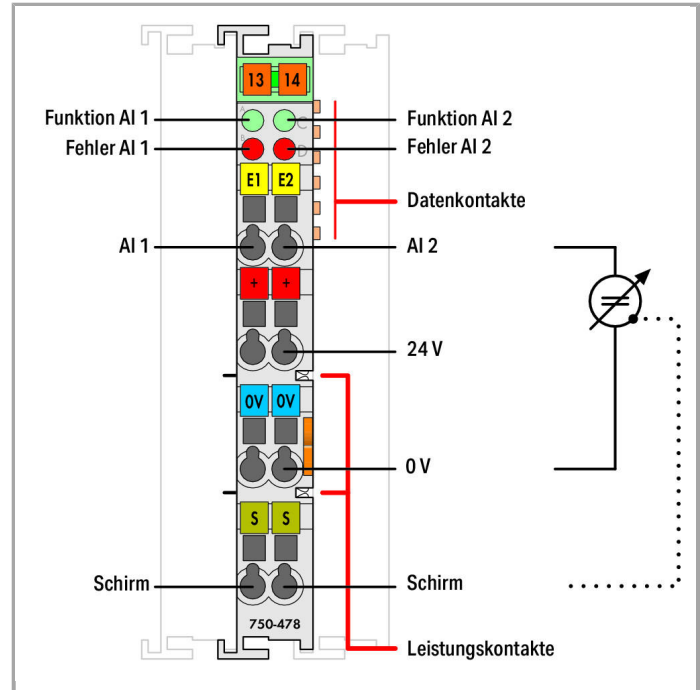 13 14
A
C
Funktion AI 1
Funktion AI 2
B
D
Fehler AI 1
Fehler AI 2
E1 E2
Datenkontakte
AI 1
AI 2
+ +
24 V
0V 0V
0 V
S S
Schirm
Schirm
750-478
Leistungskontakte